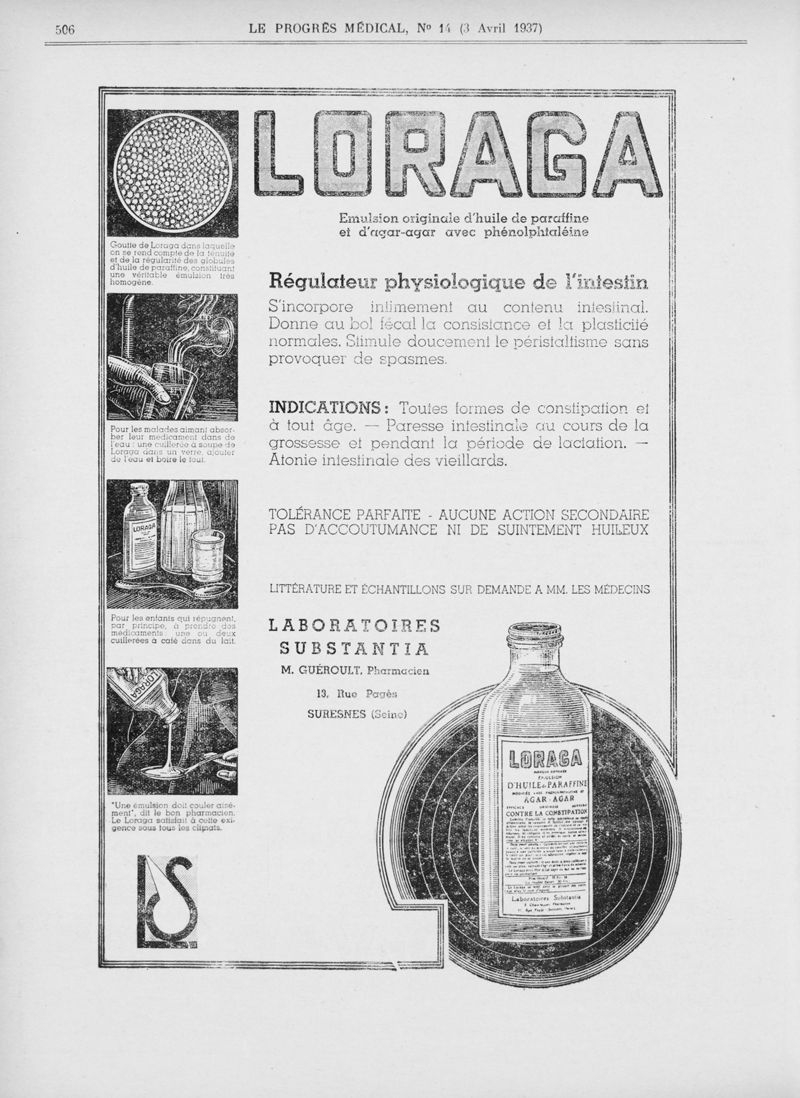 506
LE PROGRÈS MÉDICAL, Nº 14 (3 Avril 1937)
LORAGA
Emulsion originale d'huile de paraffine
et d'agar-agar avec phénolphtaléine
Goutte de Loraga dans laquelle
on se rend compte de la ténuité
et de la régularité des globules
d'huile de paraffine, constituant
une véritable émulsion très
homogène.
Régulateur physiologique de l'intestin
S'incorpore intimement au contenu intestinal.
Donne au bol fécal la consistance et la plasticité
normales. Stimule doucement le péristaltisme sans
provoquer de spasmes.
Pour les malades aimant absor-
ber leur médicament dans de
l'eau : une cuillerée à soupe de
Loraga dans un verre, ajouter
de l'eau et boire le tout.
INDICATIONS : Toutes formes de constipation et
à tout âge. — Paresse intestinale au cours de la
grossesse et pendant la période de lactation. —
Atonie intestinale des vieillards.
LORAGA
TOLÉRANCE PARFAITE - AUCUNE ACTION SECONDAIRE
PAS D'ACCOUTUMANCE NI DE SUINTEMENT HUILEUX
LITTÉRATURE ET ÉCHANTILLONS SUR DEMANDE A MM. LES MÉDECINS
Pour les enfants qui répugnent,
par principe, à prendre des
médicaments : une ou deux
cuillerées à café dans du lait.
LABORATOIRES
SUBSTANTIA
M. GUÉROULT, Pharmacien
13, Rue Pagès
SURESNES (Seine)
LORAGA
"Une émulsion doit couler aisé-
ment", dit le bon pharmacien.
Le Loraga satisfait à cette exi-
gence sous tous les climats.
LS
LORAGA
EMULSION
D'HUILE de PARAFFINE
AGAR-AGAR
CONTRE LA CONSTIPATION
Laboratoires Substantia